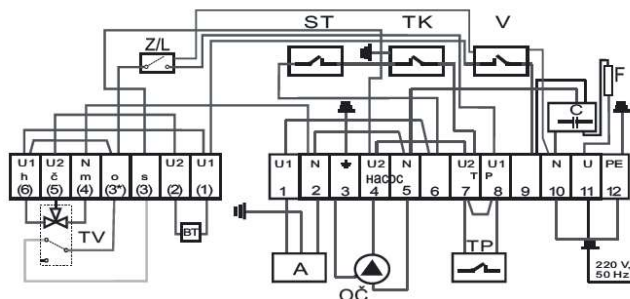 ST TK V
Z/L
F
C
U1 U2 N o s U2 U1
h č m (3*) (3) (2) (1)
(6) (5) (4)
U1 N U2 N U2 U1 N U PE
насос T P
1 2 3 4 5 6 7 8 9 10 11 12
TV
BT
A
OČ
TP
220 V,
50 Hz